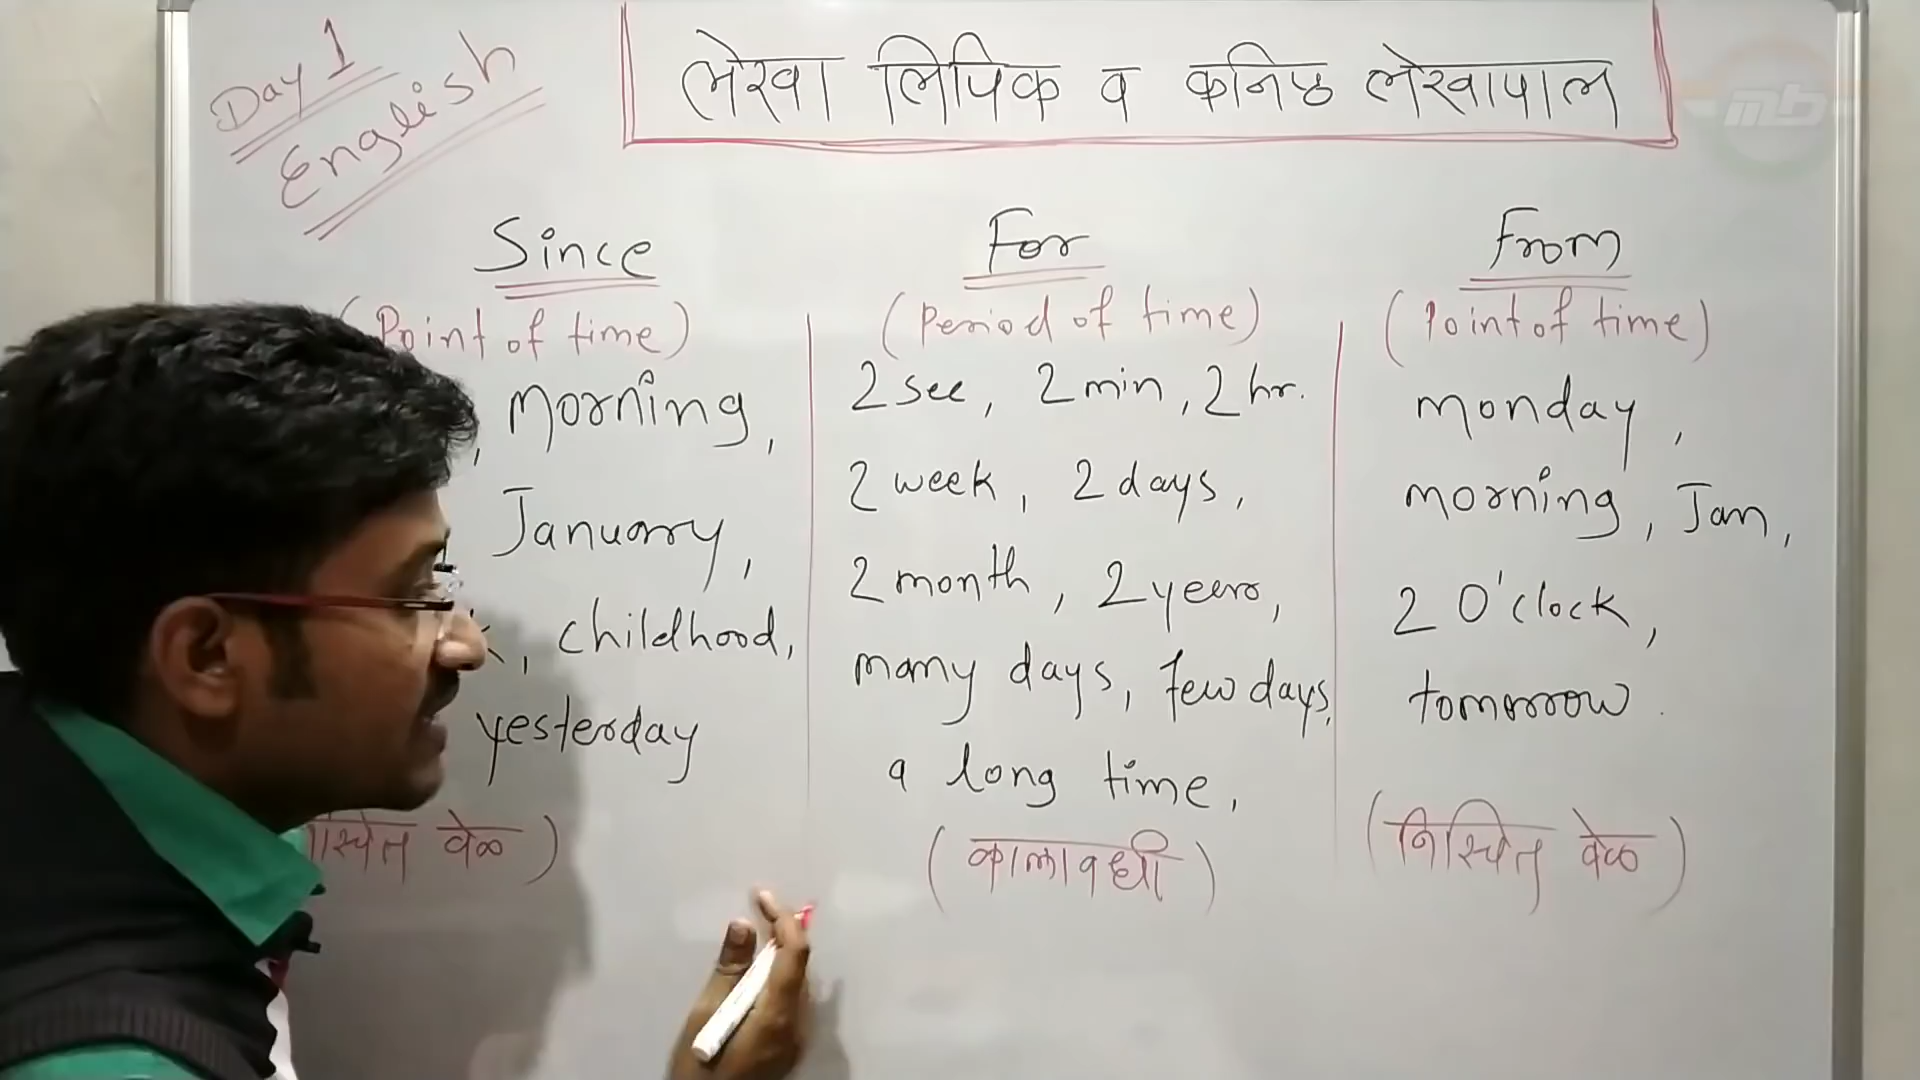 Day 1
English
लेखा लिपिक व कनिष्ठ लेखापाल
mb
Since
(Point of time)
, Morning,
January,
, childhood,
yesterday
वेळ)
For
(Period of time)
2 sec, 2 min, 2 hr.
2 week, 2 days,
2 month, 2 years,
many days, few days,
a long time,
(कालावधी)
From
(Point of time)
monday,
morning, Jan,
2 O'clock,
tomorrow.
(निश्चित वेळ)